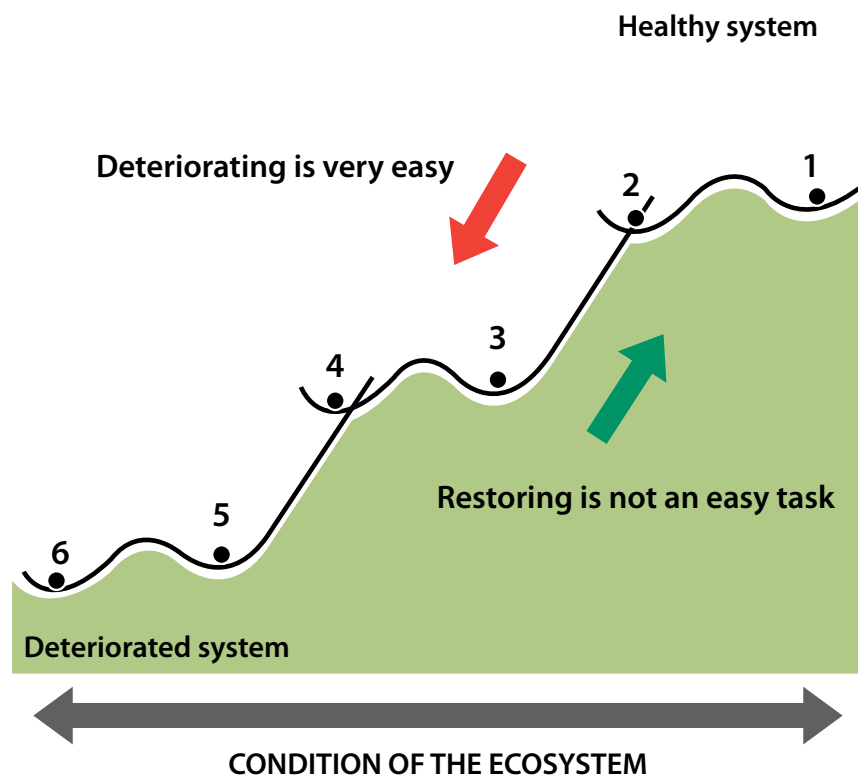 Healthy system
Deteriorating is very easy
1
2
3
4
Restoring is not an easy task
5
6
Deteriorated system
CONDITION OF THE ECOSYSTEM